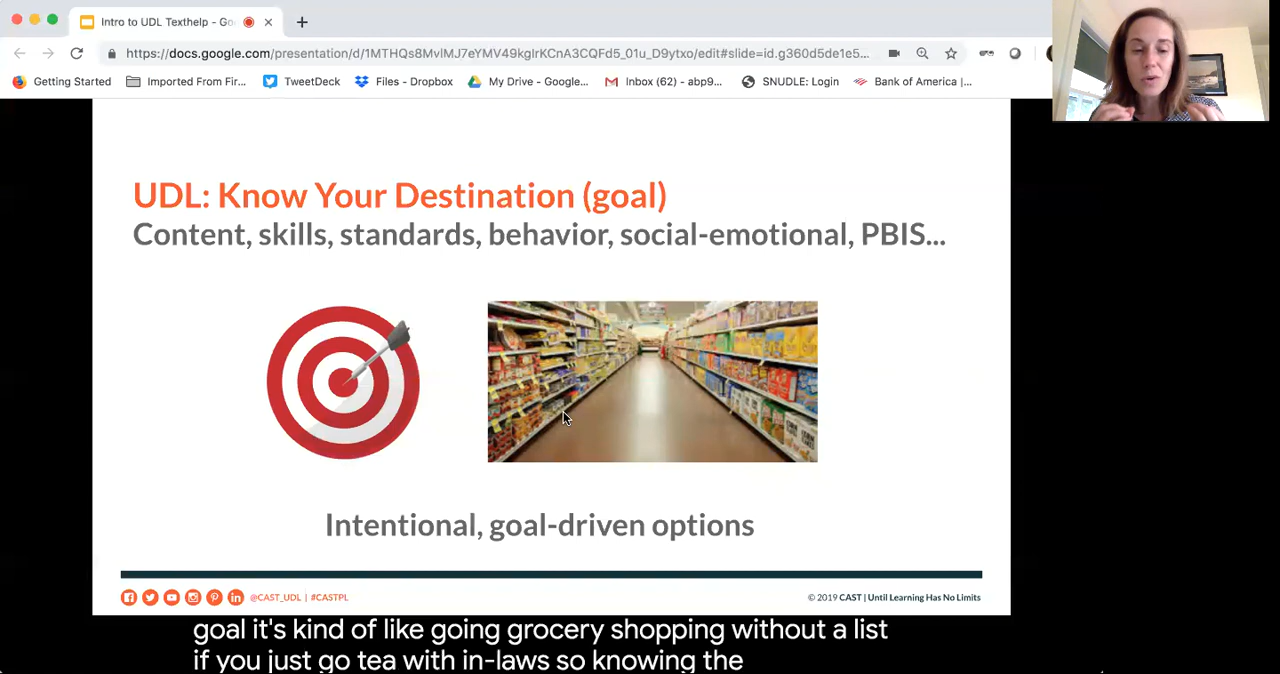 Intro to UDL Texthelp - Go
https://docs.google.com/presentation/d/1MTHQs8MvlMJ7eYMV49kgIrKCnA3CQFd5_01u_D9ytxo/edit#slide=id.g360d5de1e5...
Getting Started Imported From Fir... TweetDeck Files - Dropbox My Drive - Google... Inbox (62) - abp9... SNUDLE: Login Bank of America |...
UDL: Know Your Destination (goal)
Content, skills, standards, behavior, social-emotional, PBIS...
Intentional, goal-driven options
@CAST_UDL | #CASTPL
© 2019 CAST | Until Learning Has No Limits
goal it's kind of like going grocery shopping without a list
if you just go tea with in-laws so knowing the